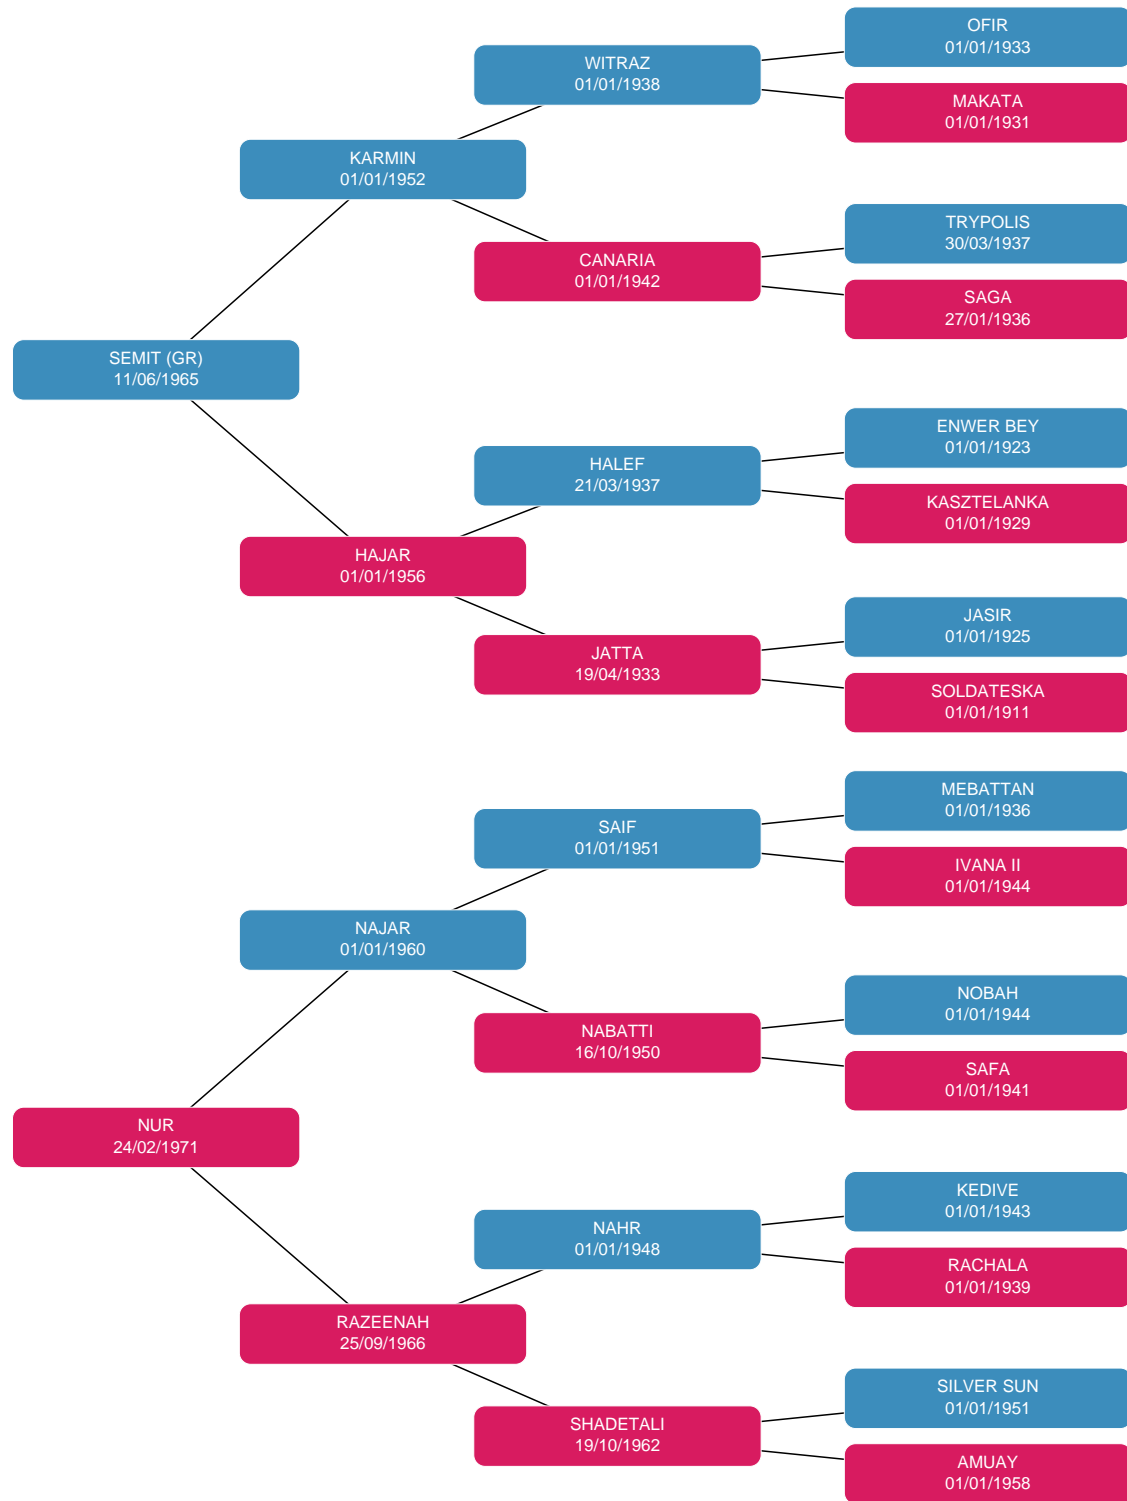 OFIR
01/01/1933
WITRAZ
01/01/1938
MAKATA
01/01/1931
KARMIN
01/01/1952
TRYPOLIS
30/03/1937
CANARIA
01/01/1942
SAGA
27/01/1936
SEMIT (GR)
11/06/1965
ENWER BEY
01/01/1923
HALEF
21/03/1937
KASZTELANKA
01/01/1929
HAJAR
01/01/1956
JASIR
01/01/1925
JATTA
19/04/1933
SOLDATESKA
01/01/1911
MEBATTAN
01/01/1936
SAIF
01/01/1951
IVANA II
01/01/1944
NAJAR
01/01/1960
NOBAH
01/01/1944
NABATTI
16/10/1950
SAFA
01/01/1941
NUR
24/02/1971
KEDIVE
01/01/1943
NAHR
01/01/1948
RACHALA
01/01/1939
RAZEENAH
25/09/1966
SILVER SUN
01/01/1951
SHADETALI
19/10/1962
AMUAY
01/01/1958